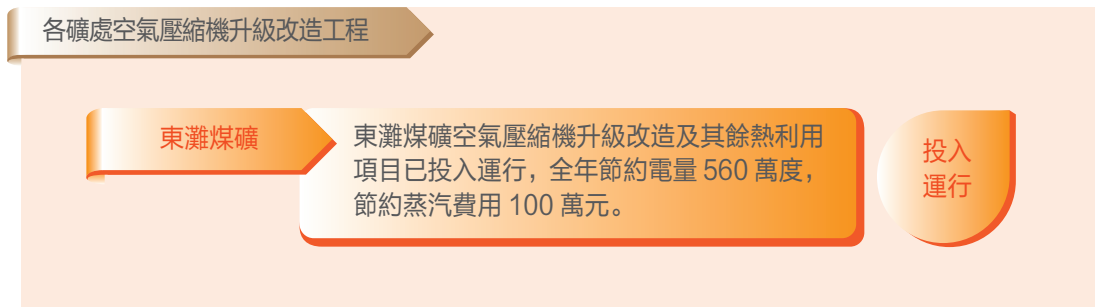 各礦處空氣壓縮機升級改造工程
東灘煤礦
東灘煤礦空氣壓縮機升級改造及其餘熱利用
項目已投入運行，全年節約電量 560 萬度，
節約蒸汽費用 100 萬元。
投入
運行